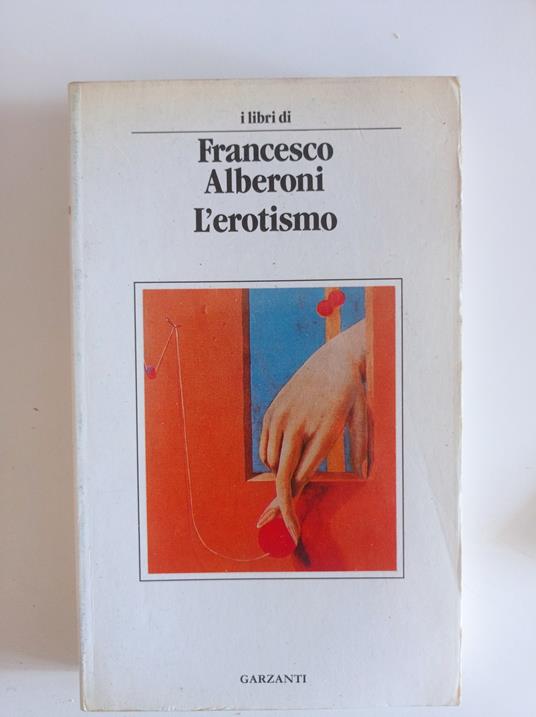 i libri di
Francesco
Alberoni
L'erotismo
GARZANTI